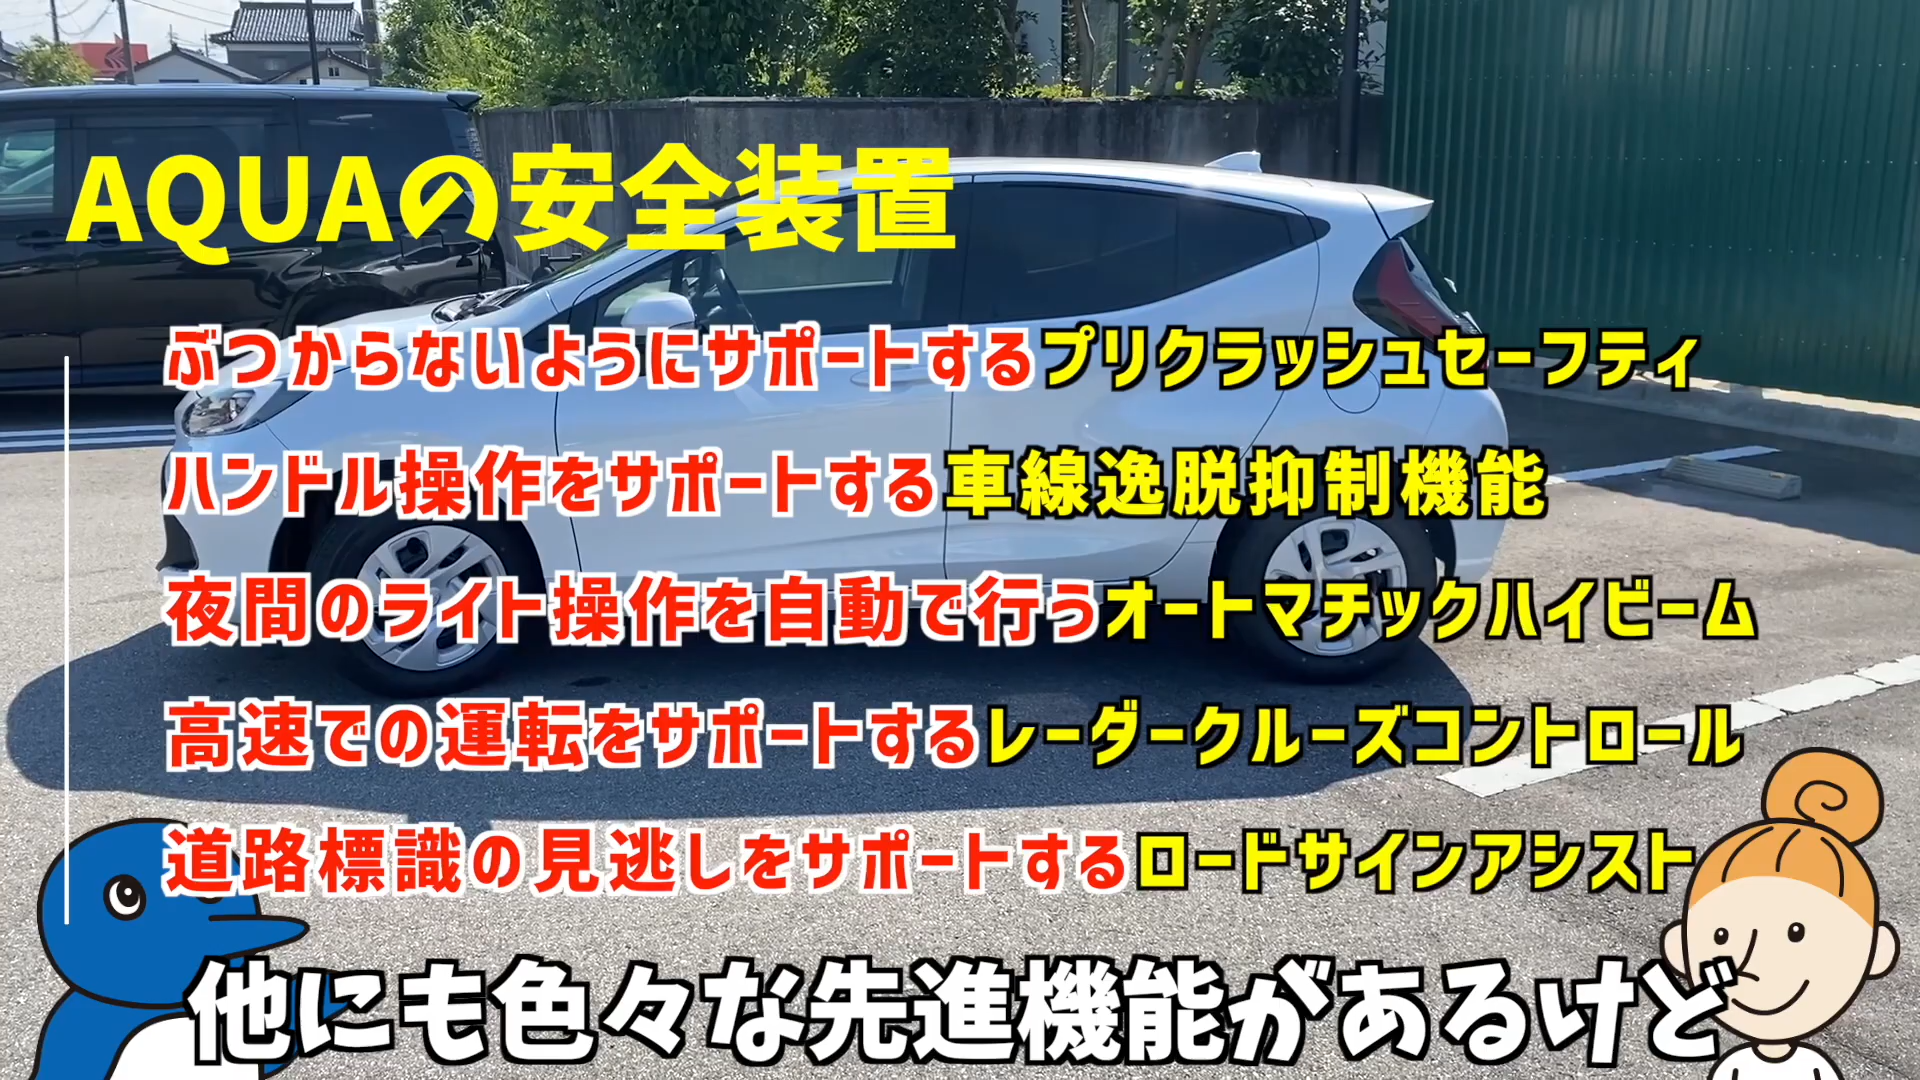 AQUAの安全装置
ぶつからないようにサポートするプリクラッシュセーフティ
ハンドル操作をサポートする車線逸脱抑制機能
夜間のライト操作を自動で行うオートマチックハイビーム
高速での運転をサポートするレーダークルーズコントロール
道路標識の見逃しをサポートするロードサインアシスト
他にも色々な先進機能があるけど